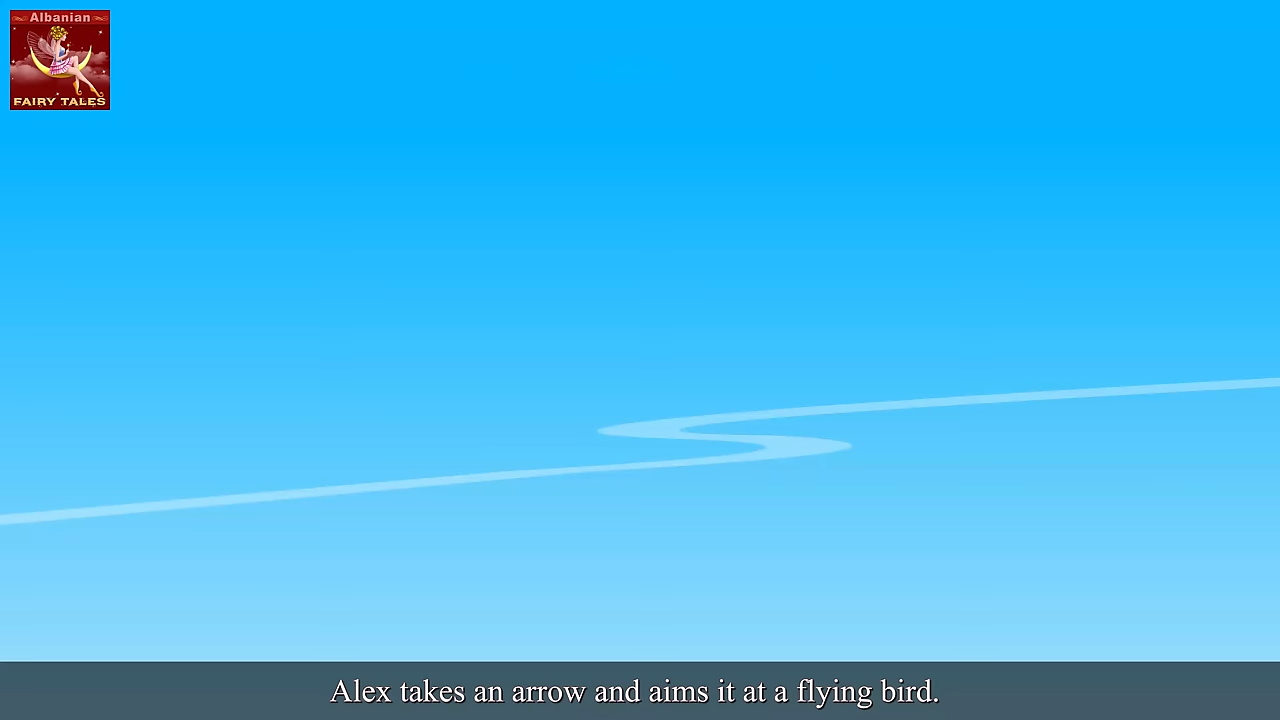 Albanian
FAIRY TALES
Alex takes an arrow and aims it at a flying bird.